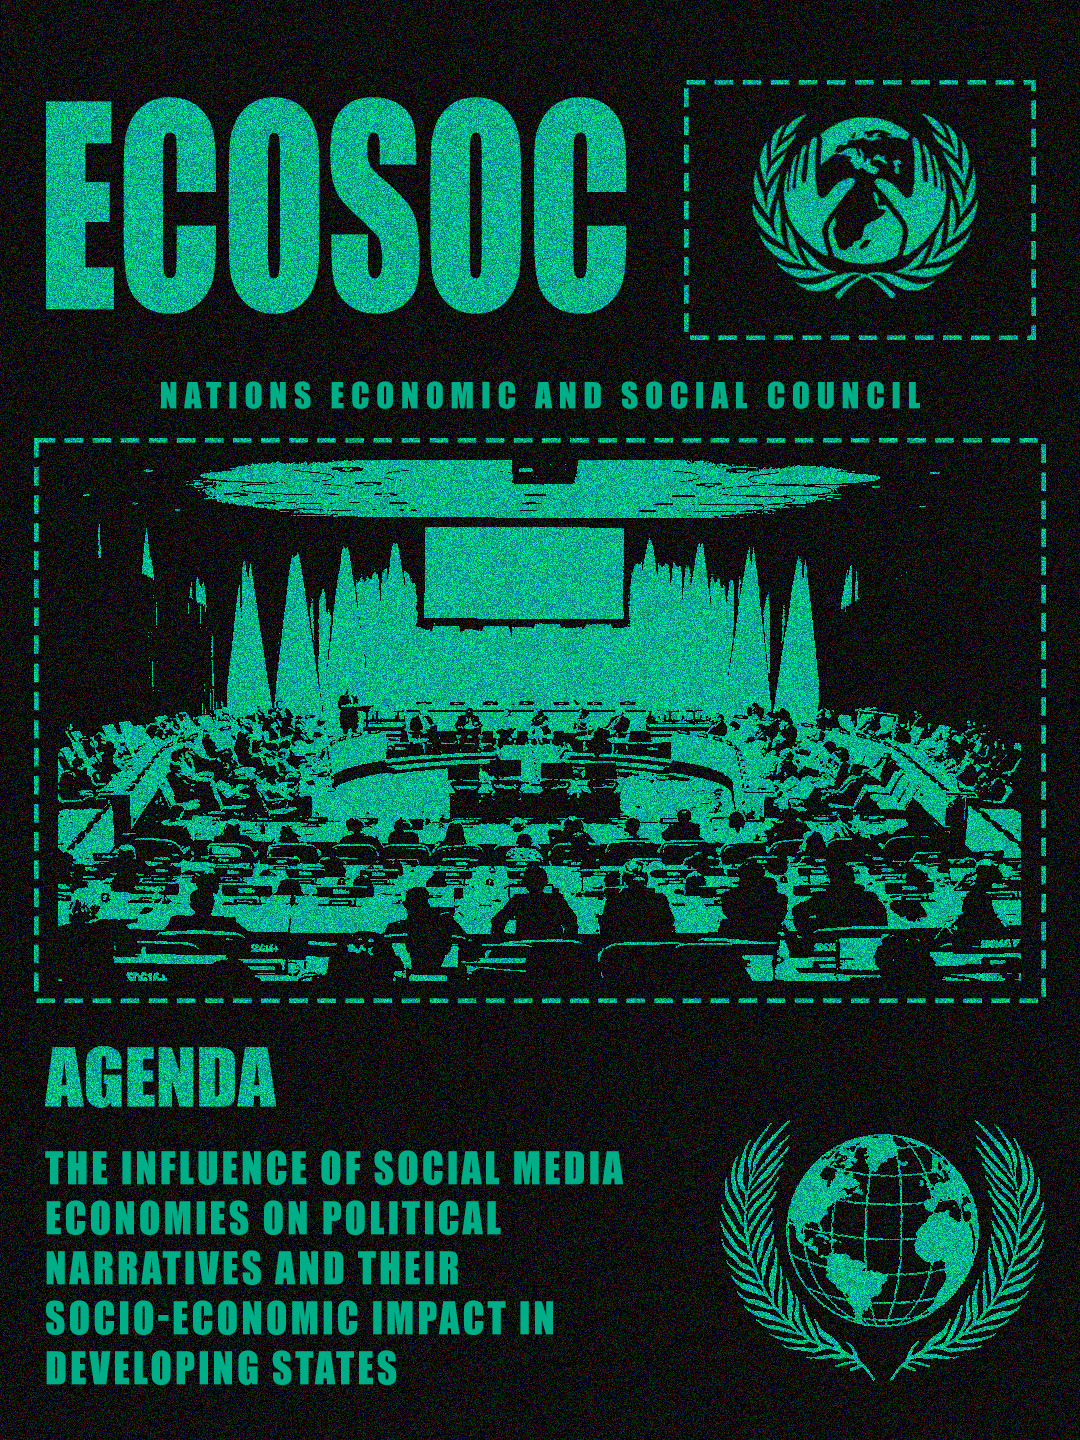 ECOSOC
NATIONS ECONOMIC AND SOCIAL COUNCIL
AGENDA
THE INFLUENCE OF SOCIAL MEDIA
ECONOMIES ON POLITICAL
NARRATIVES AND THEIR
SOCIO-ECONOMIC IMPACT IN
DEVELOPING STATES